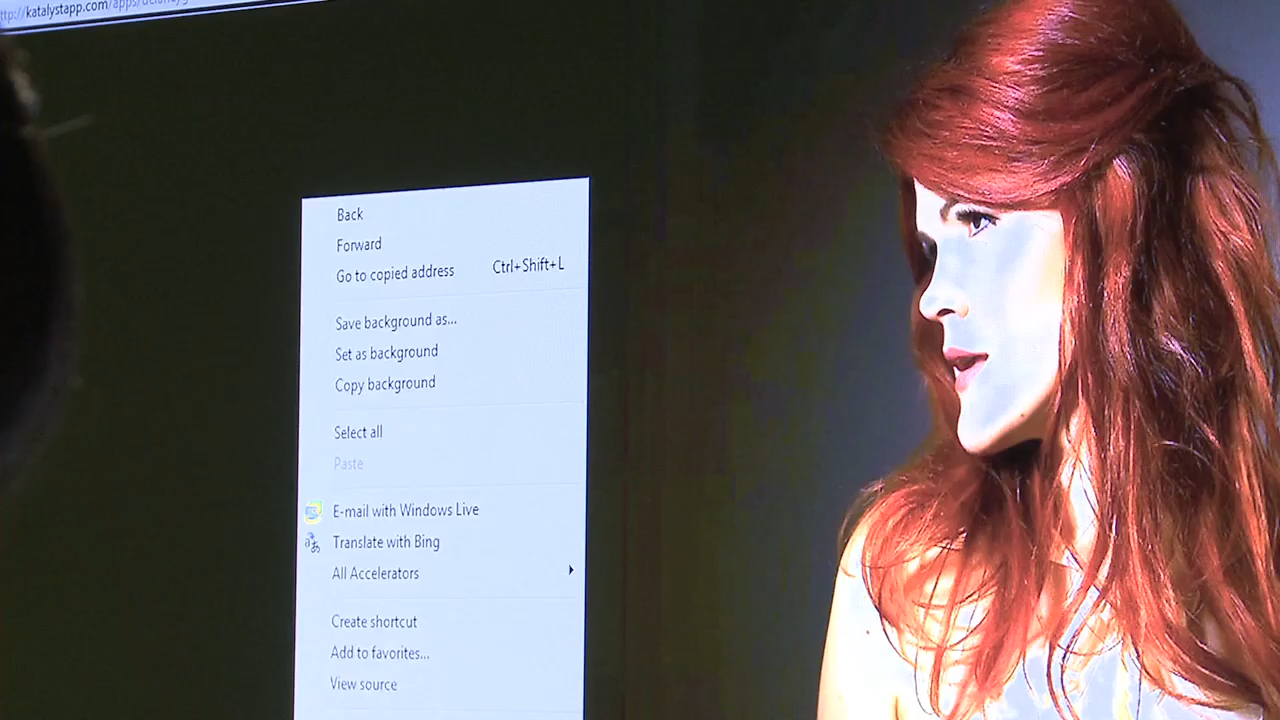 ttp://katalystapp.com/apps/
Back
Forward
Go to copied address Ctrl+Shift+L
Save background as...
Set as background
Copy background
Select all
Paste
E-mail with Windows Live
Translate with Bing
All Accelerators
Create shortcut
Add to favorites...
View source